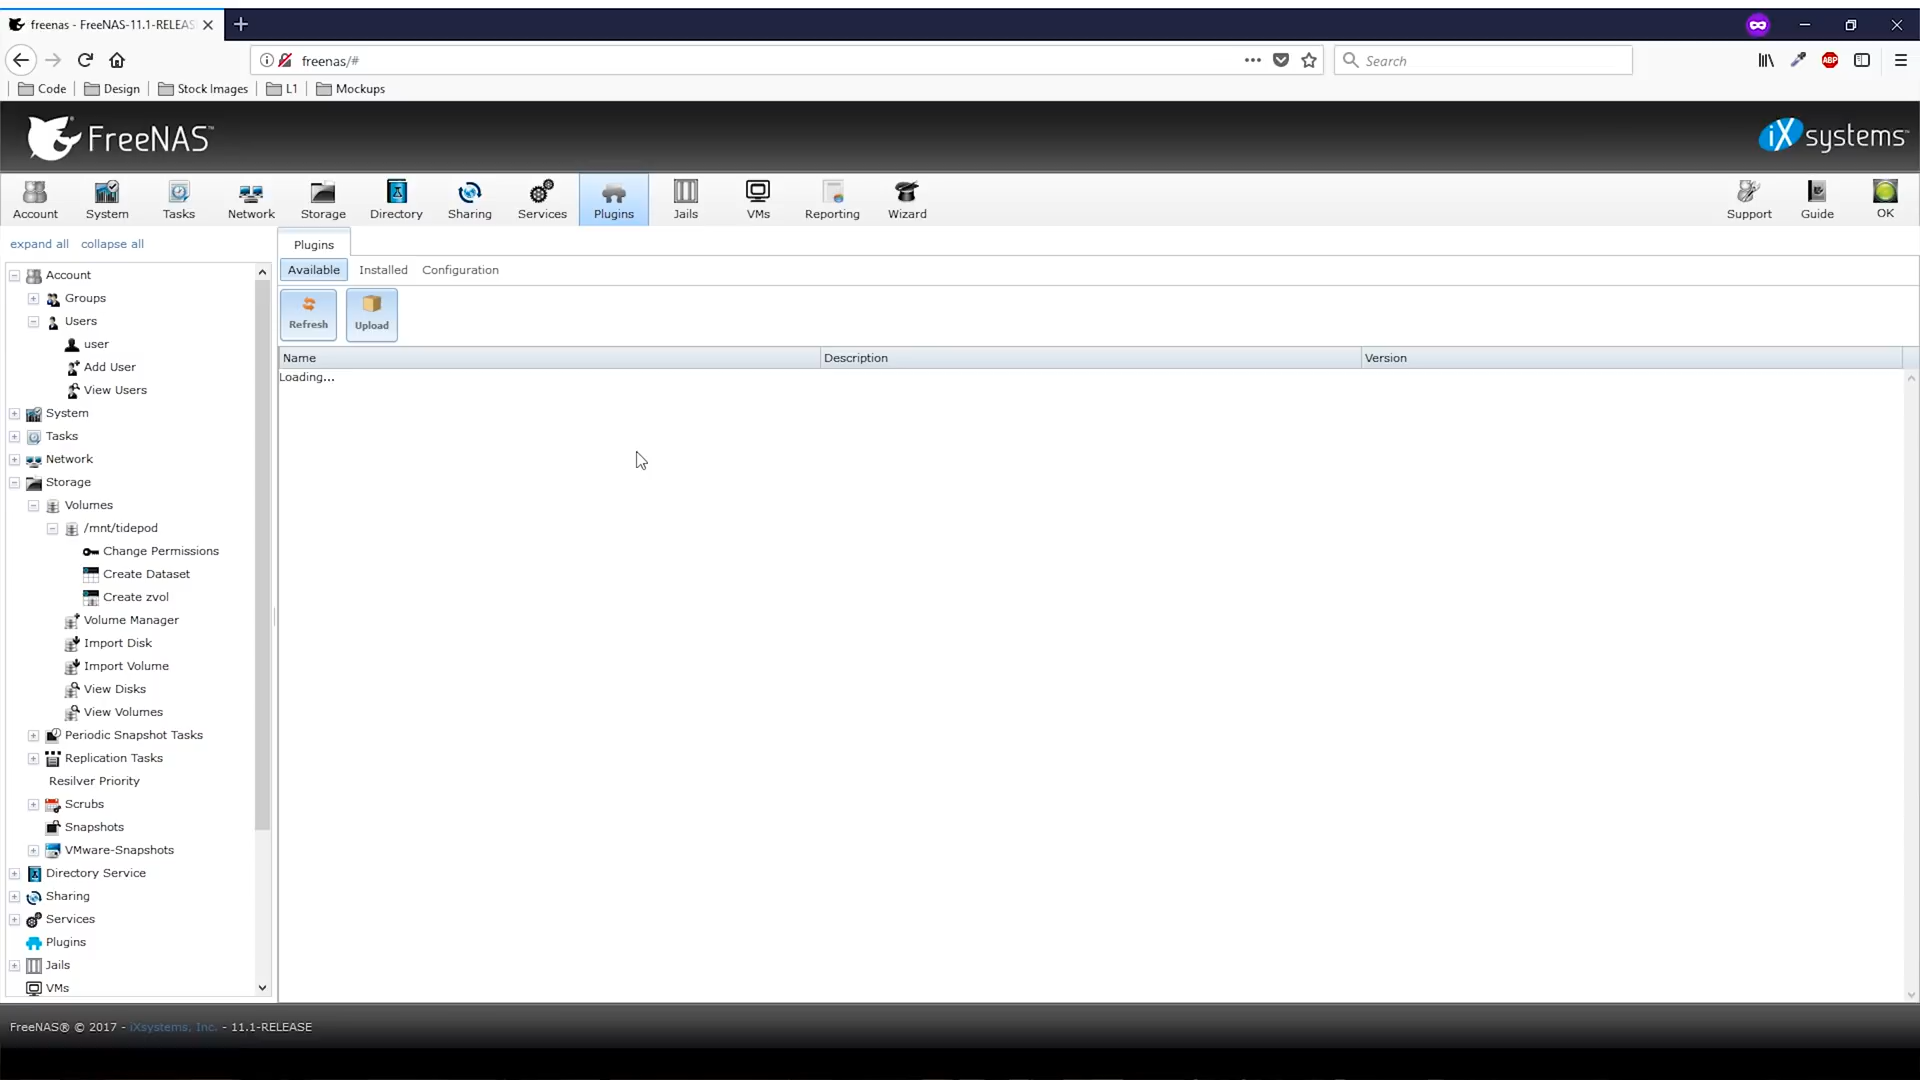 freenas - FreeNAS-11.1-RELEAS
freenas/#
Search
ABP
Code Design Stock Images L1 Mockups
FreeNAS™
iXsystems™
Account System Tasks Network Storage Directory Sharing Services Plugins Jails VMs Reporting Wizard Support Guide OK
expand all collapse all
Plugins
Available Installed Configuration
Refresh Upload
Name Description Version
Loading...
Account
Groups
Users
user
Add User
View Users
System
Tasks
Network
Storage
Volumes
/mnt/tidepod
Change Permissions
Create Dataset
Create zvol
Volume Manager
Import Disk
Import Volume
View Disks
View Volumes
Periodic Snapshot Tasks
Replication Tasks
Resilver Priority
Scrubs
Snapshots
VMware-Snapshots
Directory Service
Sharing
Services
Plugins
Jails
VMs
FreeNAS® © 2017 - iXsystems, Inc. - 11.1-RELEASE